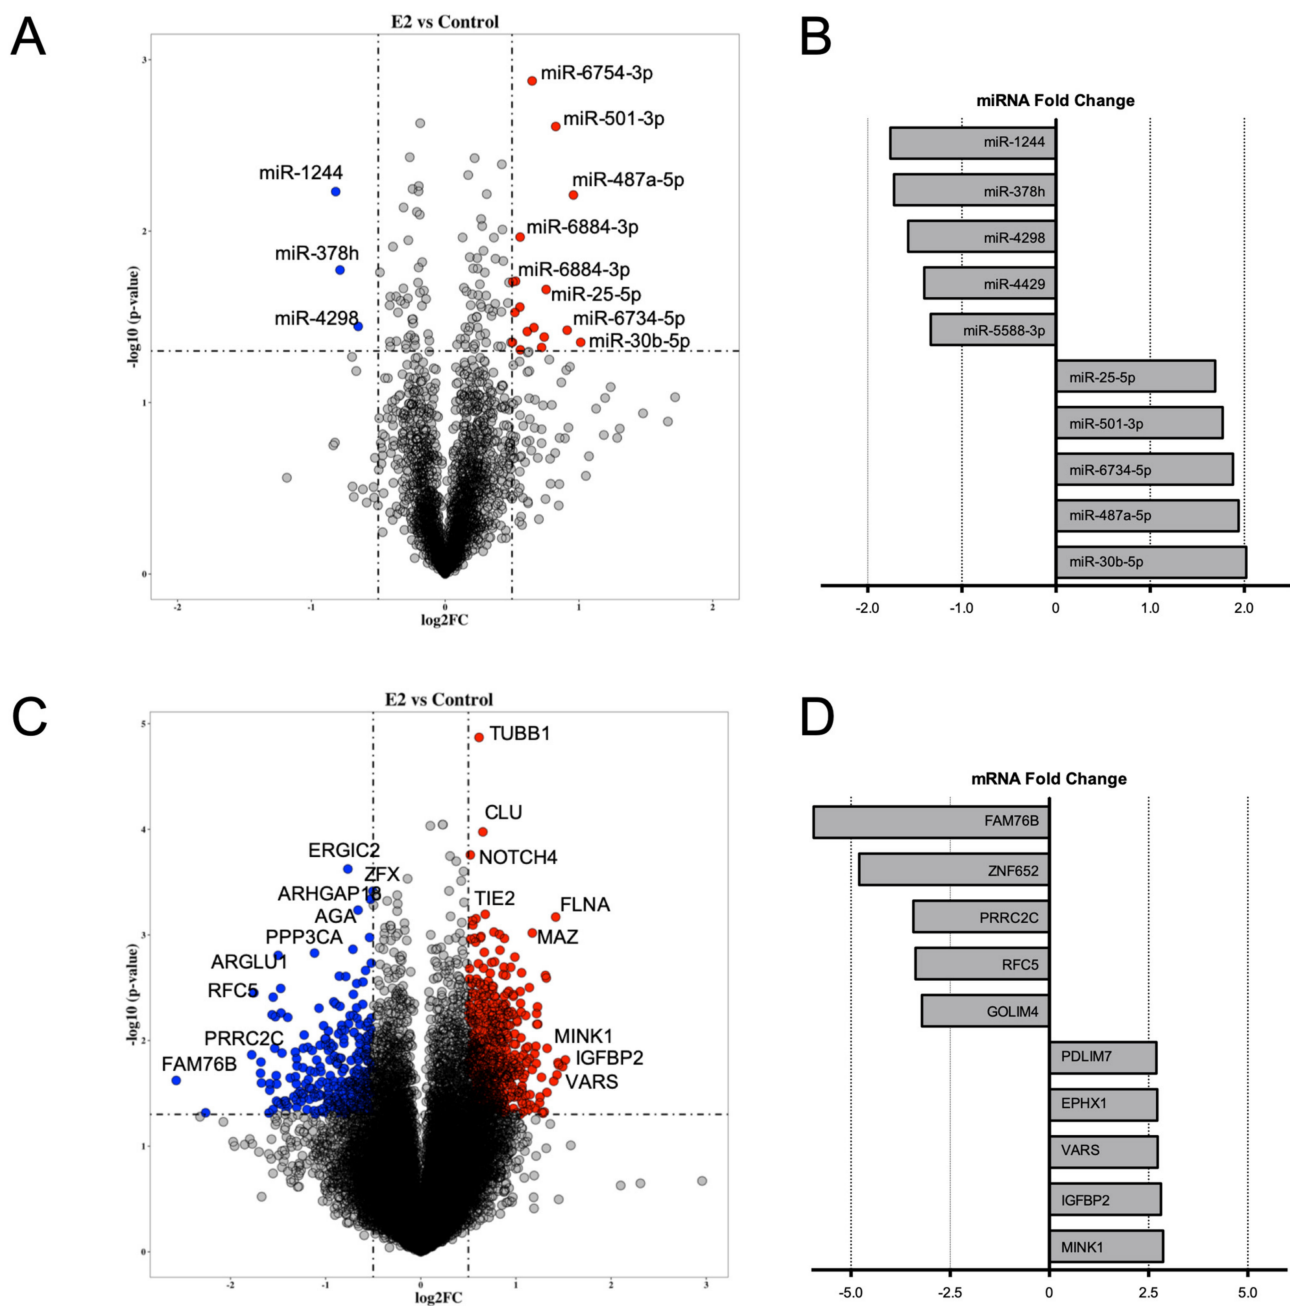 A
E2 vs Control
3
2
1
0
-log10 (p-value)
miR-6754-3p
miR-501-3p
miR-1244
miR-487a-5p
miR-6884-3p
miR-378h
miR-6884-3p
miR-25-5p
miR-4298
miR-6734-5p
miR-30b-5p
-2 -1 0 1 2
log2FC
B
miRNA Fold Change
miR-1244
miR-378h
miR-4298
miR-4429
miR-5588-3p
miR-25-5p
miR-501-3p
miR-6734-5p
miR-487a-5p
miR-30b-5p
-2.0 -1.0 0 1.0 2.0
C
E2 vs Control
5
4
3
2
1
0
-log10 (p-value)
TUBB1
CLU
ERGIC2
NOTCH4
ZFX
ARHGAP18
TIE2
FLNA
AGA
PPP3CA
MAZ
ARGLU1
RFC5
PRRC2C
MINK1
FAM76B
IGFBP2
VARS
-2 -1 0 1 2 3
log2FC
D
mRNA Fold Change
FAM76B
ZNF652
PRRC2C
RFC5
GOLIM4
PDLIM7
EPHX1
VARS
IGFBP2
MINK1
-5.0 -2.5 0 2.5 5.0